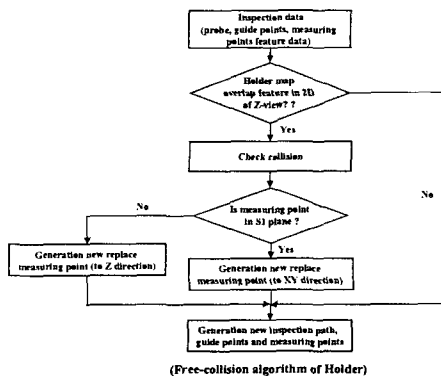 Inspection data
(probe, guide points, measuring
points feature data)
Holder map
overlap feature in 2D
of Z-view? ?
Yes
Check collision
No
No
Is measuring point
in S1 plane ?
Yes
Generation new replace
measuring point (to Z direction)
Generation new replace
measuring point (to XY direction)
Generation new inspection path,
guide points and measuring points
(Free-collision algorithm of Holder)